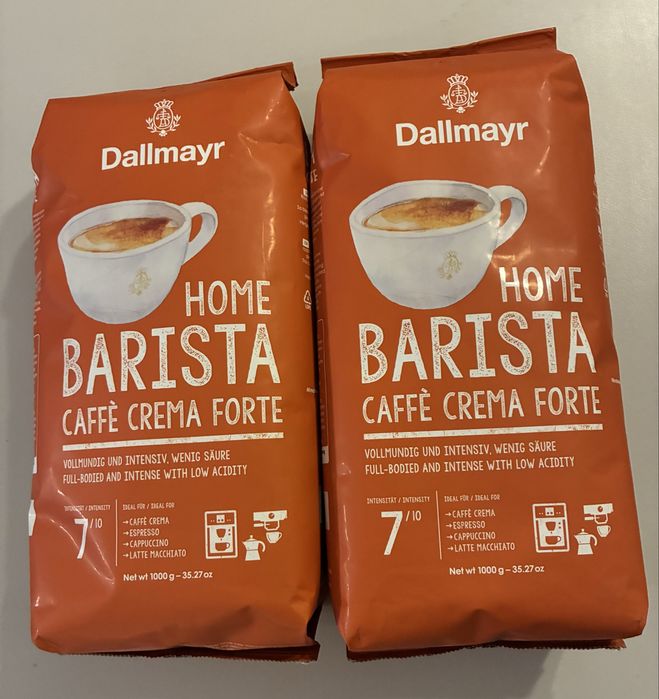 Dallmayr
HOME
BARISTA
CAFFÈ CREMA FORTE
VOLLMUNDIG UND INTENSIV, WENIG SÄURE
FULL-BODIED AND INTENSE WITH LOW ACIDITY
INTENSITÄT / INTENSITY
7/10
IDEAL FÜR / IDEAL FOR
→CAFFÈ CREMA
→ESPRESSO
→CAPPUCCINO
→LATTE MACCHIATO
Net wt 1000 g – 35.27 oz
Dallmayr
HOME
BARISTA
CAFFÈ CREMA FORTE
VOLLMUNDIG UND INTENSIV, WENIG SÄURE
FULL-BODIED AND INTENSE WITH LOW ACIDITY
INTENSITÄT / INTENSITY
7/10
IDEAL FÜR / IDEAL FOR
→CAFFÈ CREMA
→ESPRESSO
→CAPPUCCINO
→LATTE MACCHIATO
Net wt 1000 g – 35.27 oz